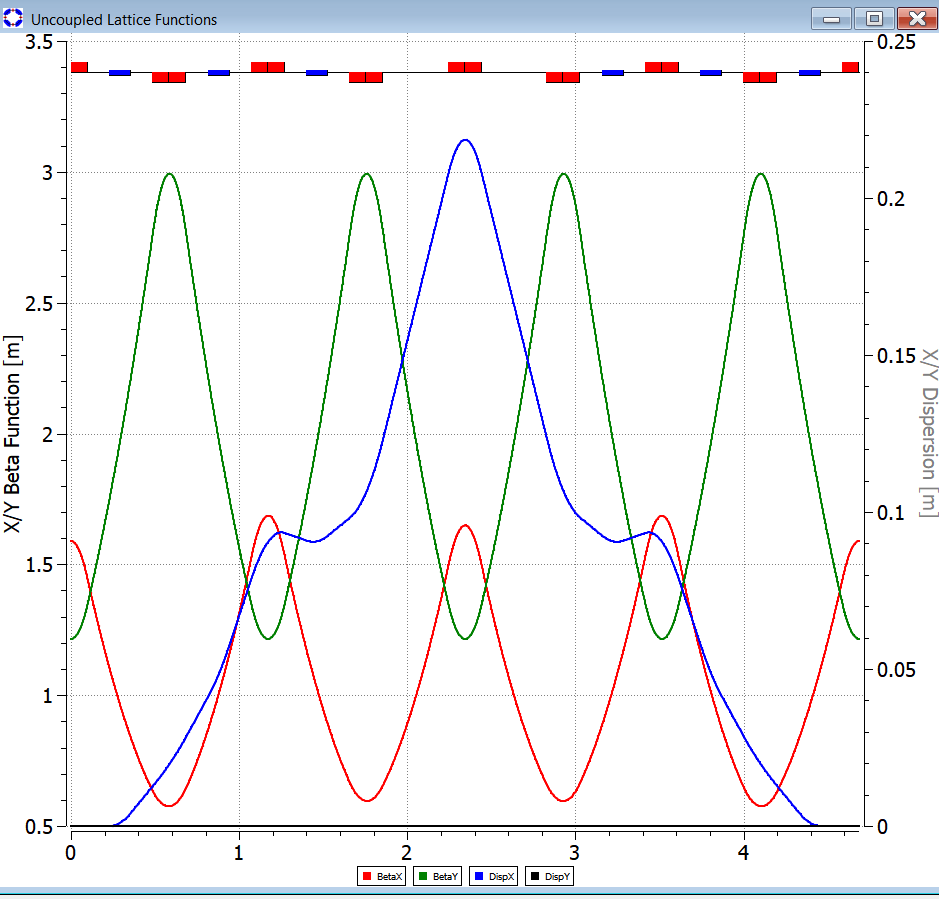 Uncoupled Lattice Functions
3.5
3
2.5
2
1.5
1
0.5
X/Y Beta Function [m]
0.25
0.2
0.15
0.1
0.05
0
X/Y Dispersion [m]
0 1 2 3 4
BetaX BetaY DispX DispY